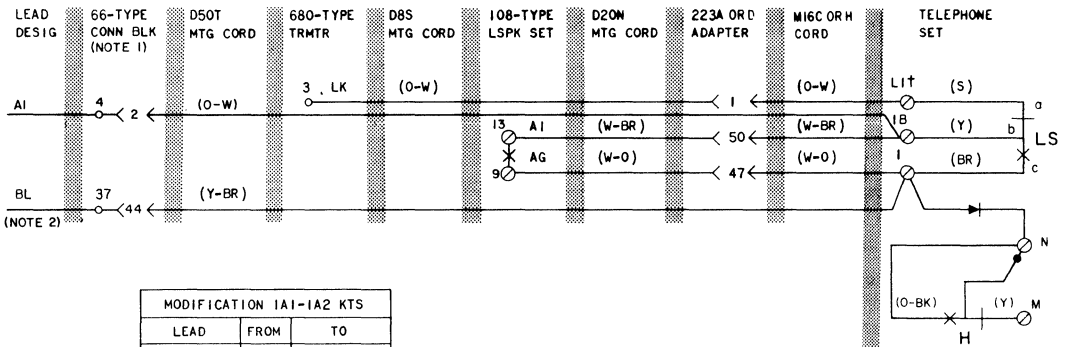 LEAD DESIG
66-TYPE CONN BLK (NOTE 1)
D50T MTG CORD
680-TYPE TRMTR
D8S MTG CORD
108-TYPE LSPK SET
D20N MTG CORD
223A OR D ADAPTER
M16C OR H CORD
TELEPHONE SET
3 LK (O-W) 1 (O-W) L1† (S) a
A1 4 2 (O-W)
13 A1 (W-BR) 50 (W-BR) 18 (Y) b LS
9 AG (W-O) 47 (W-O) 1 (BR) c
BL 37 44 (Y-BR)
(NOTE 2)
N
(O-BK) (Y) M
H
MODIFICATION 1A1-1A2 KTS
LEAD FROM TO